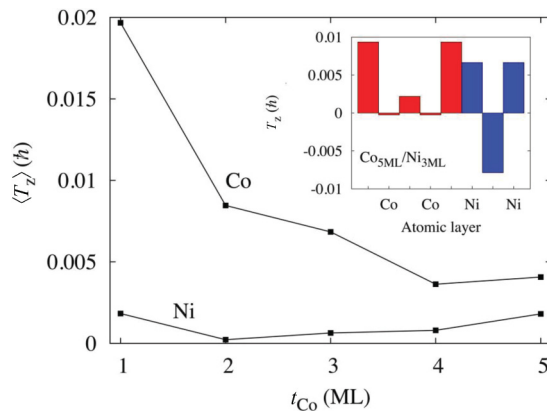 0.02
0.015
0.01
0.005
0
⟨T_z⟩(ħ)
Co
Ni
1 2 3 4 5
t_Co (ML)
0.01
0.005
0
-0.005
-0.01
T_z(ħ)
Co_5ML/Ni_3ML
Co Co Ni Ni
Atomic layer